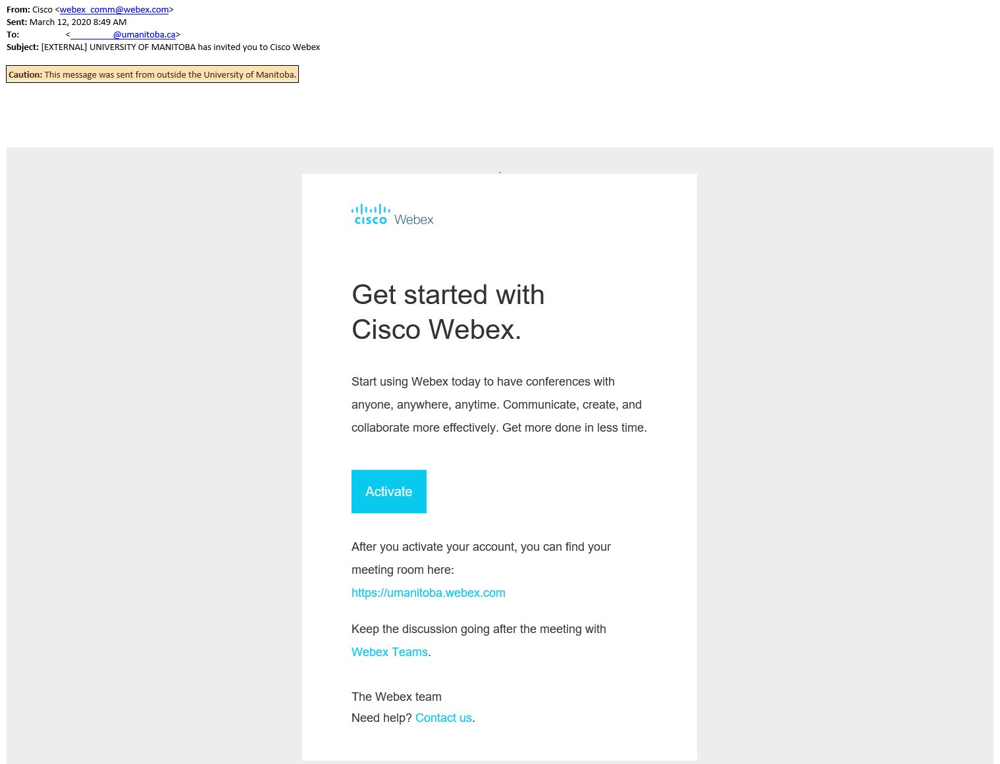 From: Cisco <webex_comm@webex.com>
Sent: March 12, 2020 8:49 AM
To: <________@umanitoba.ca>
Subject: [EXTERNAL] UNIVERSITY OF MANITOBA has invited you to Cisco Webex
Caution: This message was sent from outside the University of Manitoba.
cisco Webex
Get started with
Cisco Webex.
Start using Webex today to have conferences with
anyone, anywhere, anytime. Communicate, create, and
collaborate more effectively. Get more done in less time.
Activate
After you activate your account, you can find your
meeting room here:
https://umanitoba.webex.com
Keep the discussion going after the meeting with
Webex Teams.
The Webex team
Need help? Contact us.